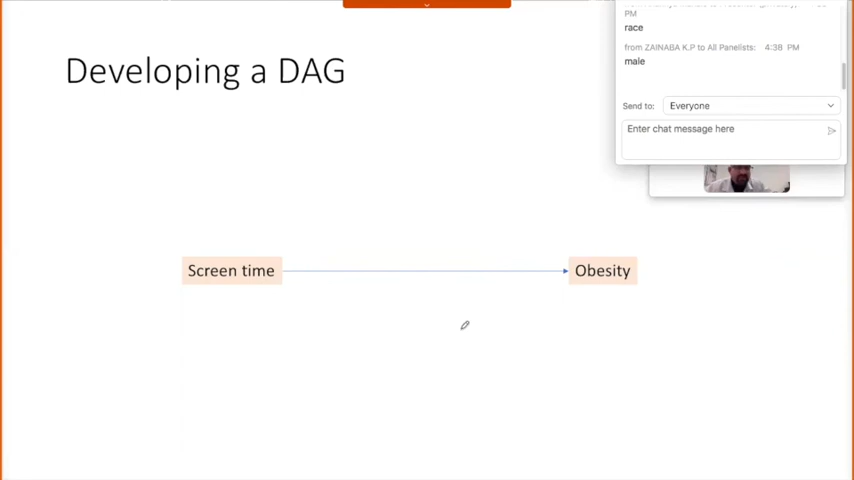 Developing a DAG
PM
race
from ZAINABA K.P to All Panelists: 4:38 PM
male
Send to: Everyone
Enter chat message here
Screen time
Obesity